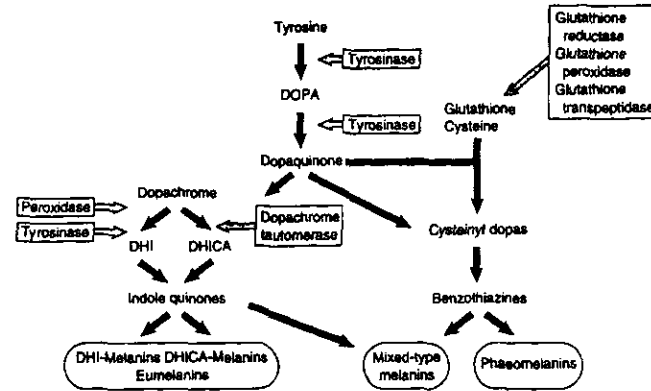 Tyrosine
Tyrosinase
DOPA
Tyrosinase
Glutathione
reductase
Glutathione
peroxidase
Glutathione
transpeptidase
Glutathione
Cysteine
Dopaquinone
Dopachrome
Peroxidase
Tyrosinase
Dopachrome
tautomerase
DHI
DHICA
Cysteinyl dopas
Indole quinones
Benzothiazines
DHI-Melanins DHICA-Melanins
Eumelanins
Mixed-type
melanins
Phaeomelanins